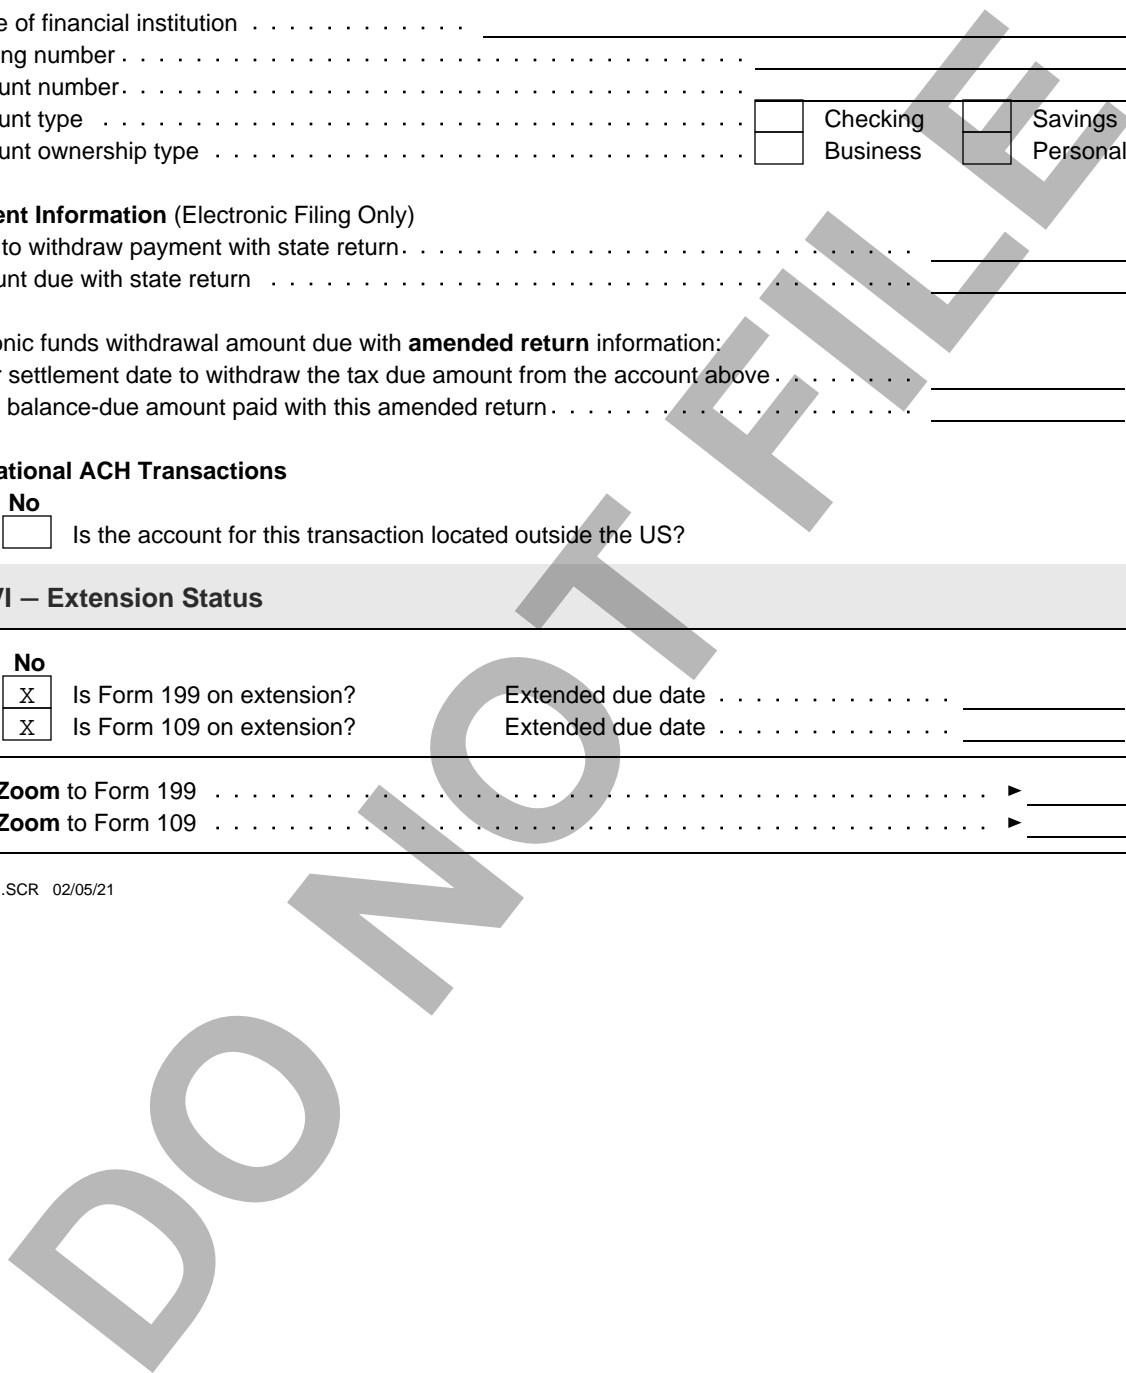 e of financial institution . . . . . . . . . . . .
ing number . . . . . . . . . . . . . . . . . . . . . . . . . . . . . . . . . . .
unt number . . . . . . . . . . . . . . . . . . . . . . . . . . . . . . . . . . .
unt type . . . . . . . . . . . . . . . . . . . . . . . . . . . . . . . . . . . Checking Savings
unt ownership type . . . . . . . . . . . . . . . . . . . . . . . . . . . . . Business Personal
ent Information (Electronic Filing Only)
to withdraw payment with state return . . . . . . . . . . . . . . . . . . . . . . . . . . . .
unt due with state return . . . . . . . . . . . . . . . . . . . . . . . . . . . . . . . . . . .
onic funds withdrawal amount due with amended return information:
r settlement date to withdraw the tax due amount from the account above . . . . . . . .
balance-due amount paid with this amended return . . . . . . . . . . . . . . . . . . . .
ational ACH Transactions
No
Is the account for this transaction located outside the US?
VI — Extension Status
No
X Is Form 199 on extension? Extended due date . . . . . . . . . . . . .
X Is Form 109 on extension? Extended due date . . . . . . . . . . . . .
Zoom to Form 199 . . . . . . . . . . . . . . . . . . . . . . . . . . . . . . . . . . . . . . . . . . ►
Zoom to Form 109 . . . . . . . . . . . . . . . . . . . . . . . . . . . . . . . . . . . . . . . . . . ►
.SCR 02/05/21
DO NOT FILE